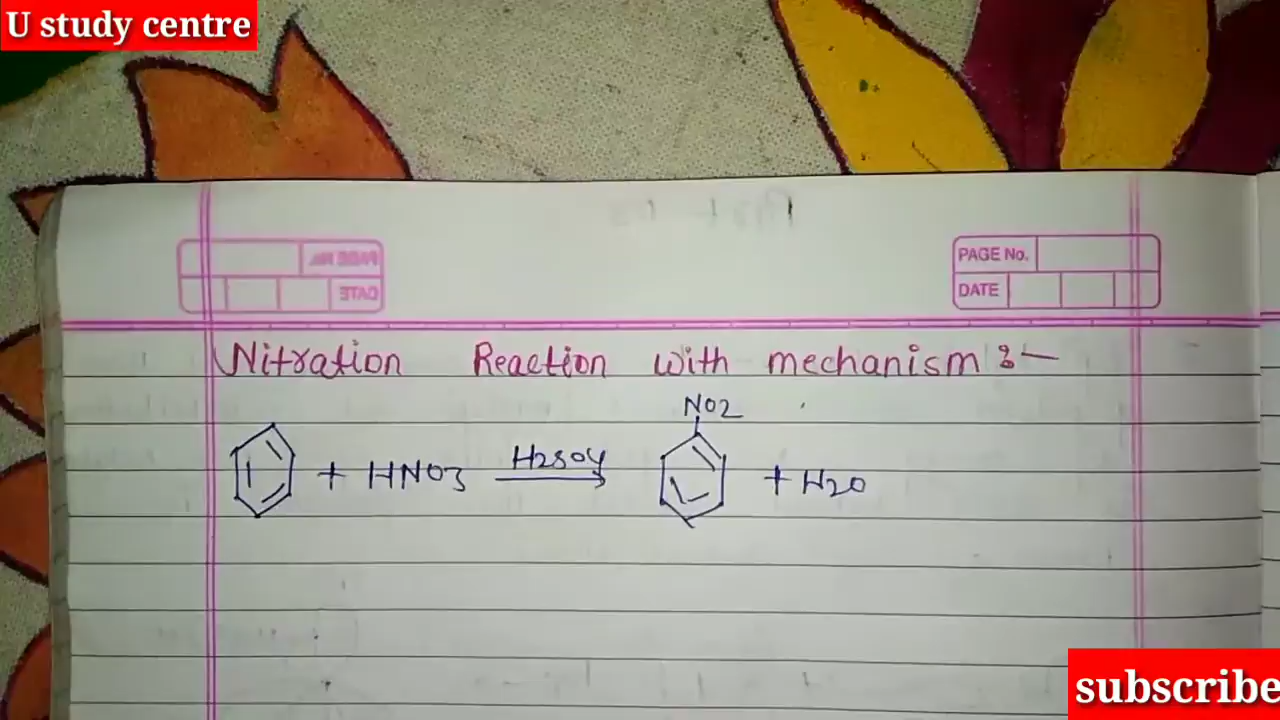 U study centre
PAGE No.
DATE
Nitration Reaction with mechanism :-
NO2
+ HNO3 H2SO4 + H2O
subscribe